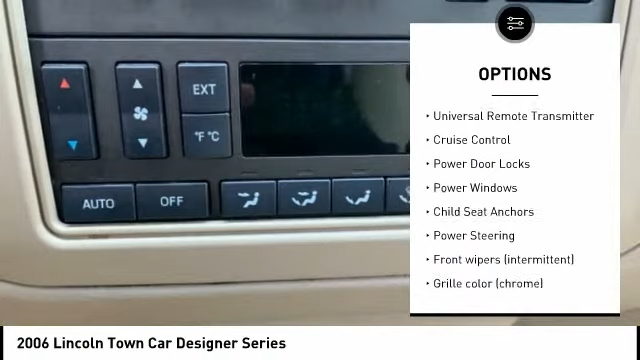 EXT
°F °C
AUTO
OFF
OPTIONS
• Universal Remote Transmitter
• Cruise Control
• Power Door Locks
• Power Windows
• Child Seat Anchors
• Power Steering
• Front wipers (intermittent)
• Grille color (chrome)
2006 Lincoln Town Car Designer Series